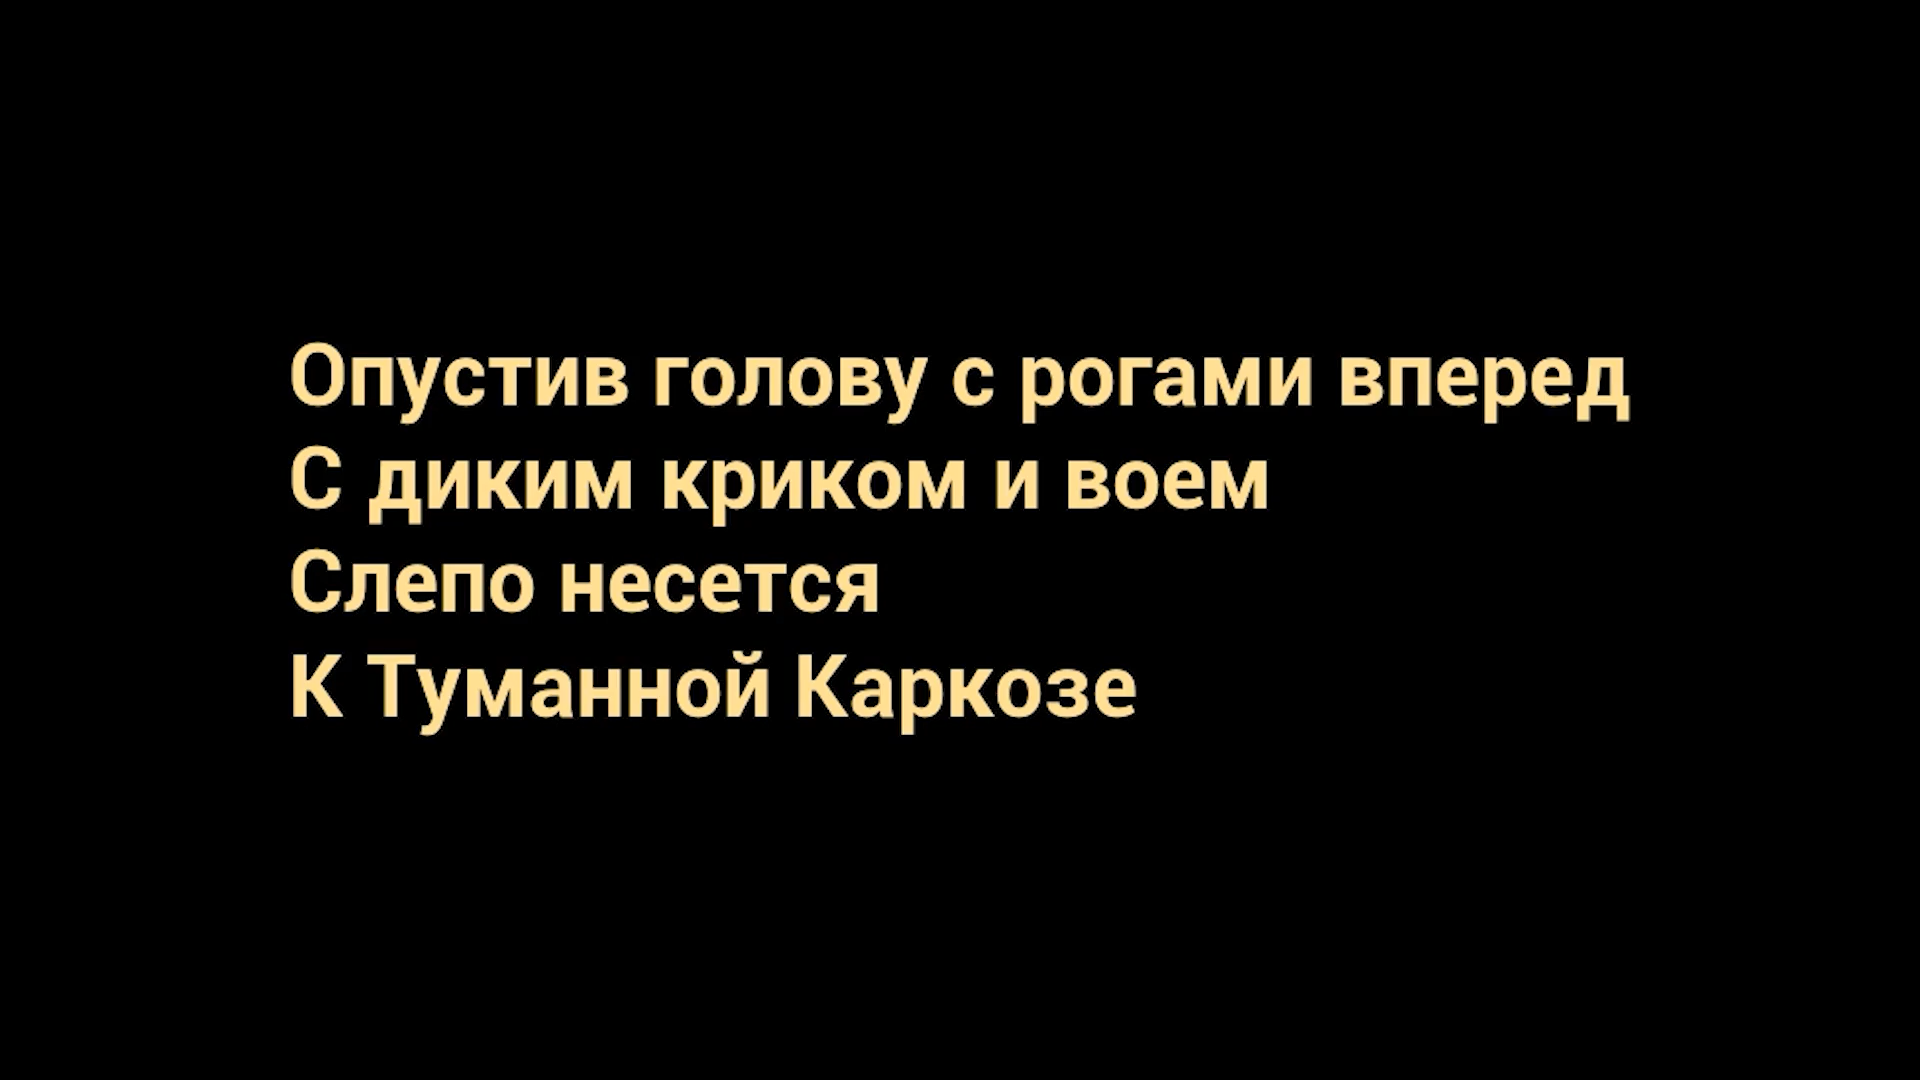 Опустив голову с рогами вперед
С диким криком и воем
Слепо несется
К Туманной Каркозе